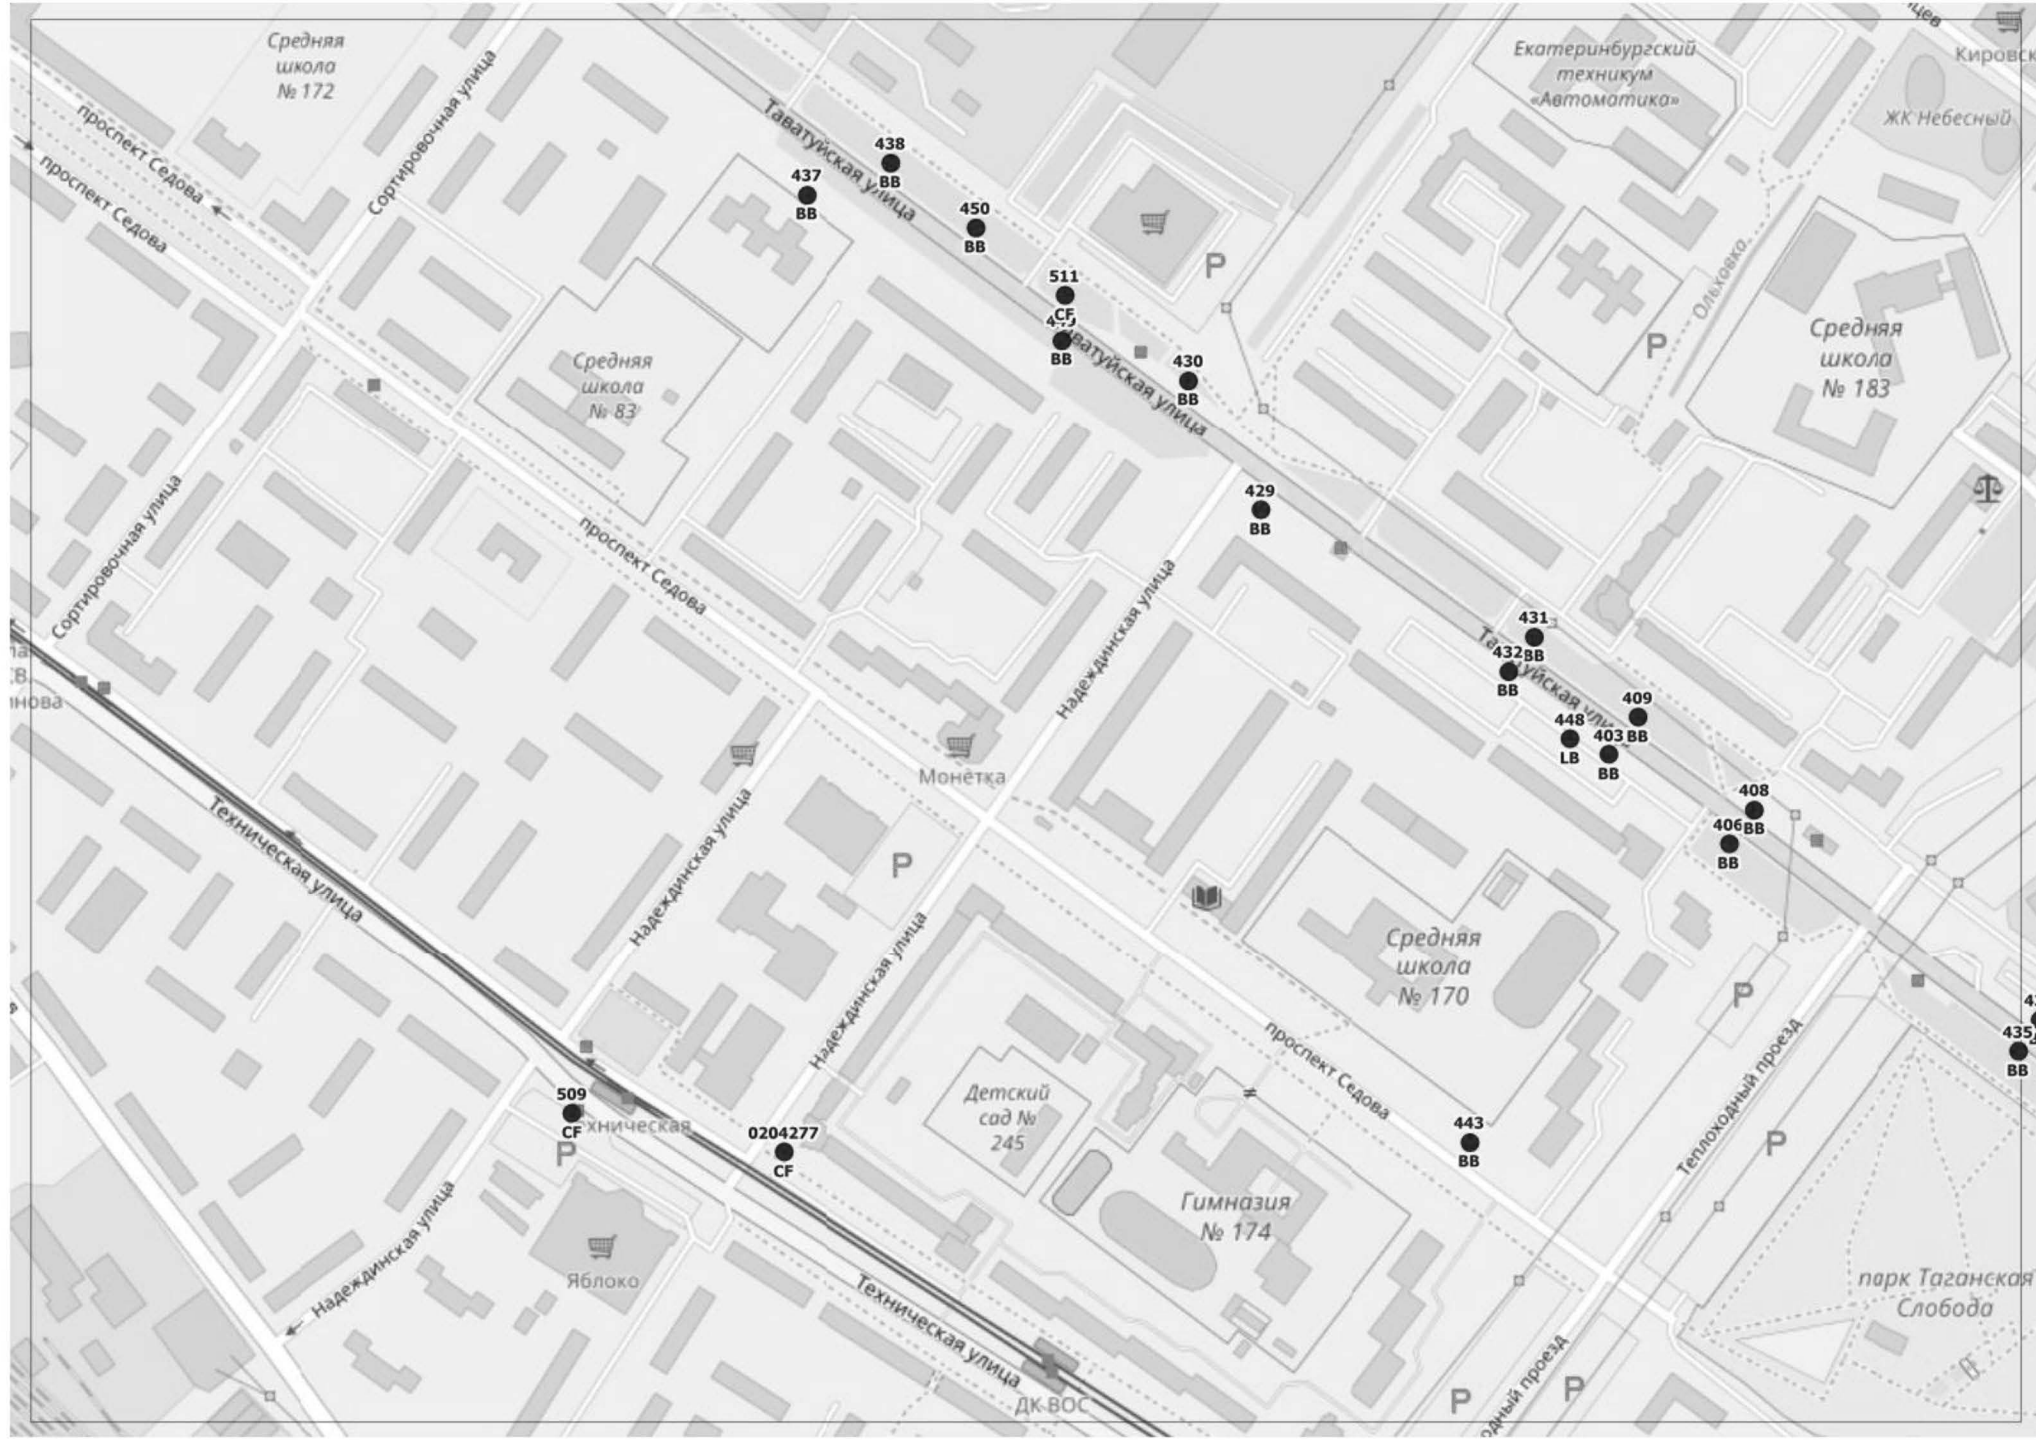 Средняя
школа
№ 172
проспект Седова
проспект Седова
Сортировочная улица
Таватуйская улица
438
BB
437
BB
450
BB
511
CF
BB
P
Екатеринбургский
техникум
«Автоматика»
ЖК Небесный
Ольховка
P
Средняя
школа
№ 183
Средняя
школа
№ 83
Таватуйская улица
430
BB
429
BB
Сортировочная улица
проспект Седова
Надеждинская улица
431
BB
432
BB
409
BB
448
LB
403
BB
408
BB
406
BB
Монетка
Техническая улица
Надеждинская улица
P
Надеждинская улица
Средняя
школа
№ 170
P
проспект Седова
Теплоходный проезд
435
BB
Детский
сад №
245
509
CF
P
0204277
CF
443
BB
P
Гимназия
№ 174
Надеждинская улица
Яблоко
Техническая улица
ДК ВОС
парк Таганская
Слобода
P
P